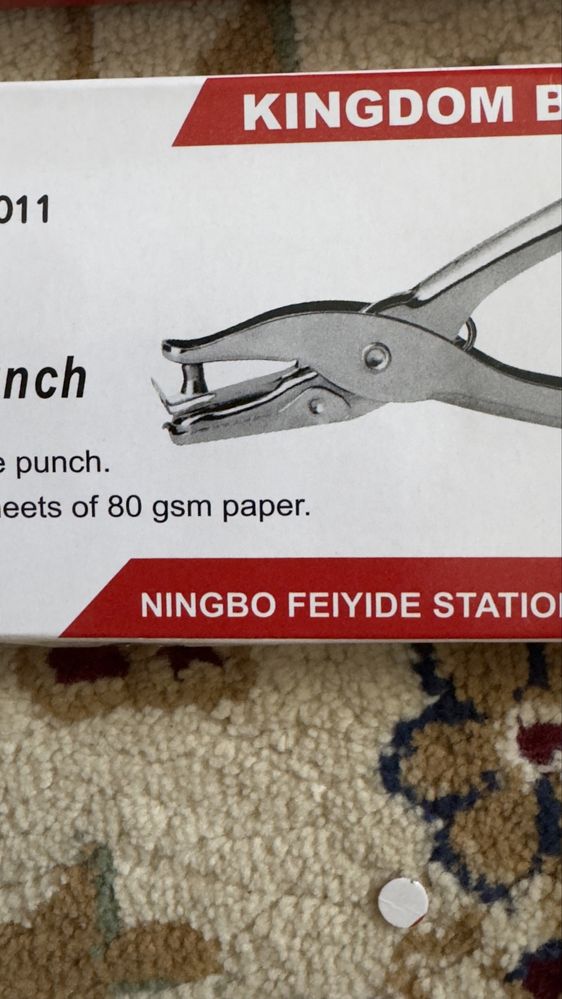 KINGDOM B
011
nch
e punch.
heets of 80 gsm paper.
NINGBO FEIYIDE STATIO